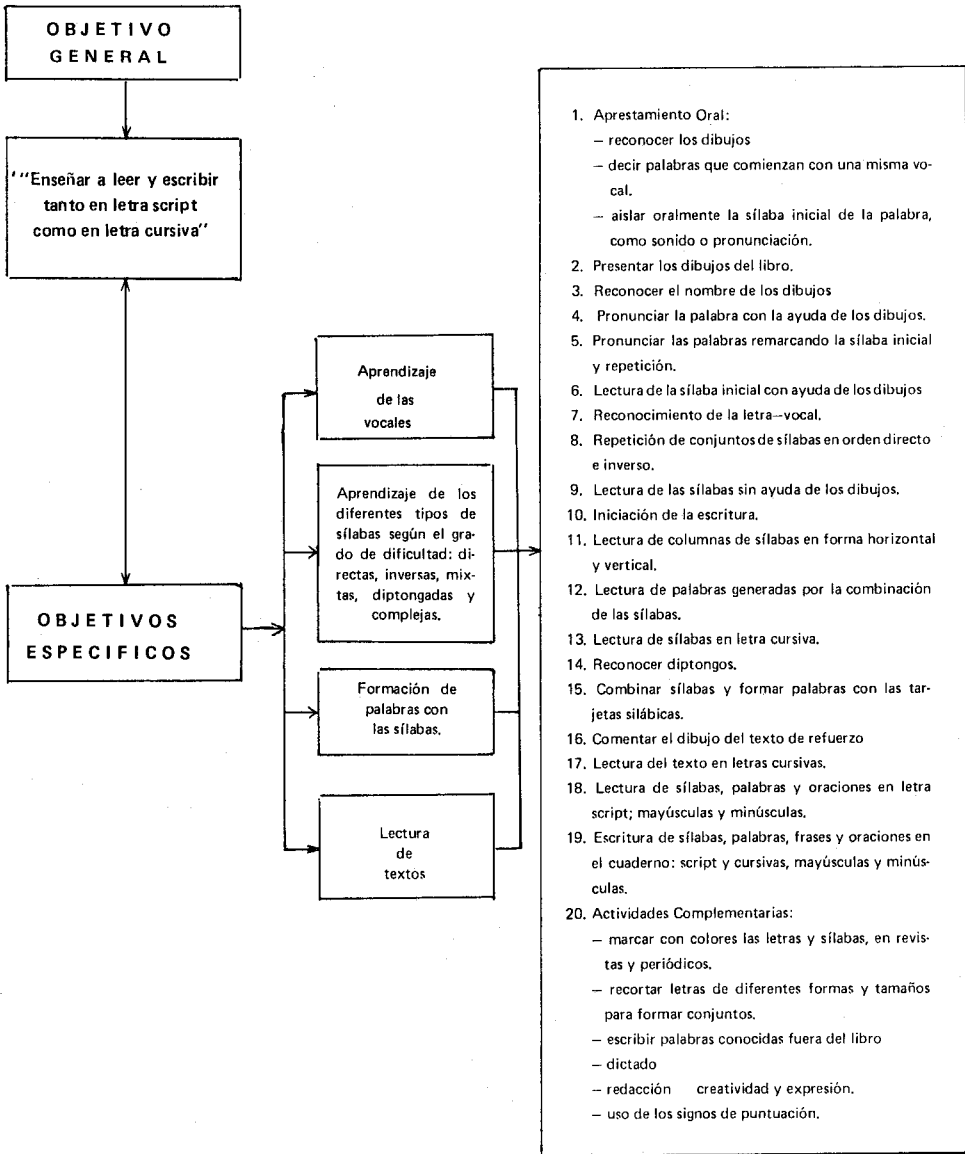 OBJETIVO
GENERAL
'"Enseñar a leer y escribir
tanto en letra script
como en letra cursiva"
OBJETIVOS
ESPECIFICOS
Aprendizaje
de las
vocales
Aprendizaje de los
diferentes tipos de
sílabas según el gra-
do de dificultad: di-
rectas, inversas, mix-
tas, diptongadas y
complejas.
Formación de
palabras con
las sílabas.
Lectura
de
textos
1. Aprestamiento Oral:
– reconocer los dibujos
– decir palabras que comienzan con una misma vo-
cal.
– aislar oralmente la sílaba inicial de la palabra,
como sonido o pronunciación.
2. Presentar los dibujos del libro.
3. Reconocer el nombre de los dibujos
4. Pronunciar la palabra con la ayuda de los dibujos.
5. Pronunciar las palabras remarcando la sílaba inicial
y repetición.
6. Lectura de la sílaba inicial con ayuda de los dibujos
7. Reconocimiento de la letra–vocal.
8. Repetición de conjuntos de sílabas en orden directo
e inverso.
9. Lectura de las sílabas sin ayuda de los dibujos.
10. Iniciación de la escritura.
11. Lectura de columnas de sílabas en forma horizontal
y vertical.
12. Lectura de palabras generadas por la combinación
de las sílabas.
13. Lectura de sílabas en letra cursiva.
14. Reconocer diptongos.
15. Combinar sílabas y formar palabras con las tar-
jetas silábicas.
16. Comentar el dibujo del texto de refuerzo
17. Lectura del texto en letras cursivas.
18. Lectura de sílabas, palabras y oraciones en letra
script; mayúsculas y minúsculas.
19. Escritura de sílabas, palabras, frases y oraciones en
el cuaderno: script y cursivas, mayúsculas y minús-
culas.
20. Actividades Complementarias:
– marcar con colores las letras y sílabas, en revis-
tas y periódicos.
– recortar letras de diferentes formas y tamaños
para formar conjuntos.
– escribir palabras conocidas fuera del libro
– dictado
– redacción creatividad y expresión.
– uso de los signos de puntuación.